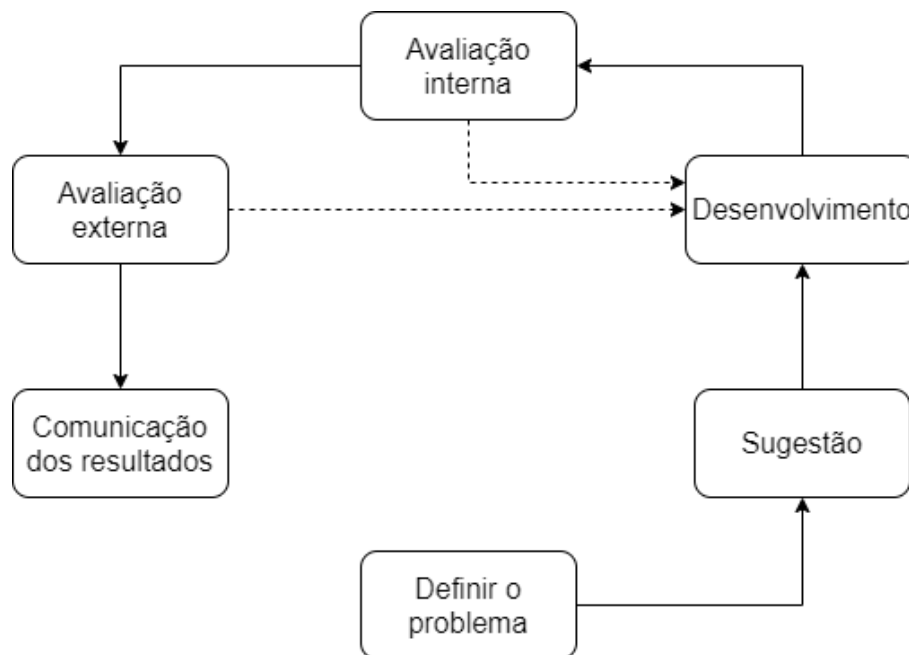 Avaliação
interna
Avaliação
externa
Desenvolvimento
Comunicação
dos resultados
Sugestão
Definir o
problema